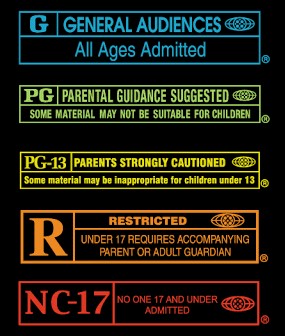 G GENERAL AUDIENCES
All Ages Admitted
®
PG PARENTAL GUIDANCE SUGGESTED
SOME MATERIAL MAY NOT BE SUITABLE FOR CHILDREN
®
PG-13 PARENTS STRONGLY CAUTIONED
Some material may be inappropriate for children under 13
®
R RESTRICTED
UNDER 17 REQUIRES ACCOMPANYING
PARENT OR ADULT GUARDIAN
®
NC-17 NO ONE 17 AND UNDER
ADMITTED
®